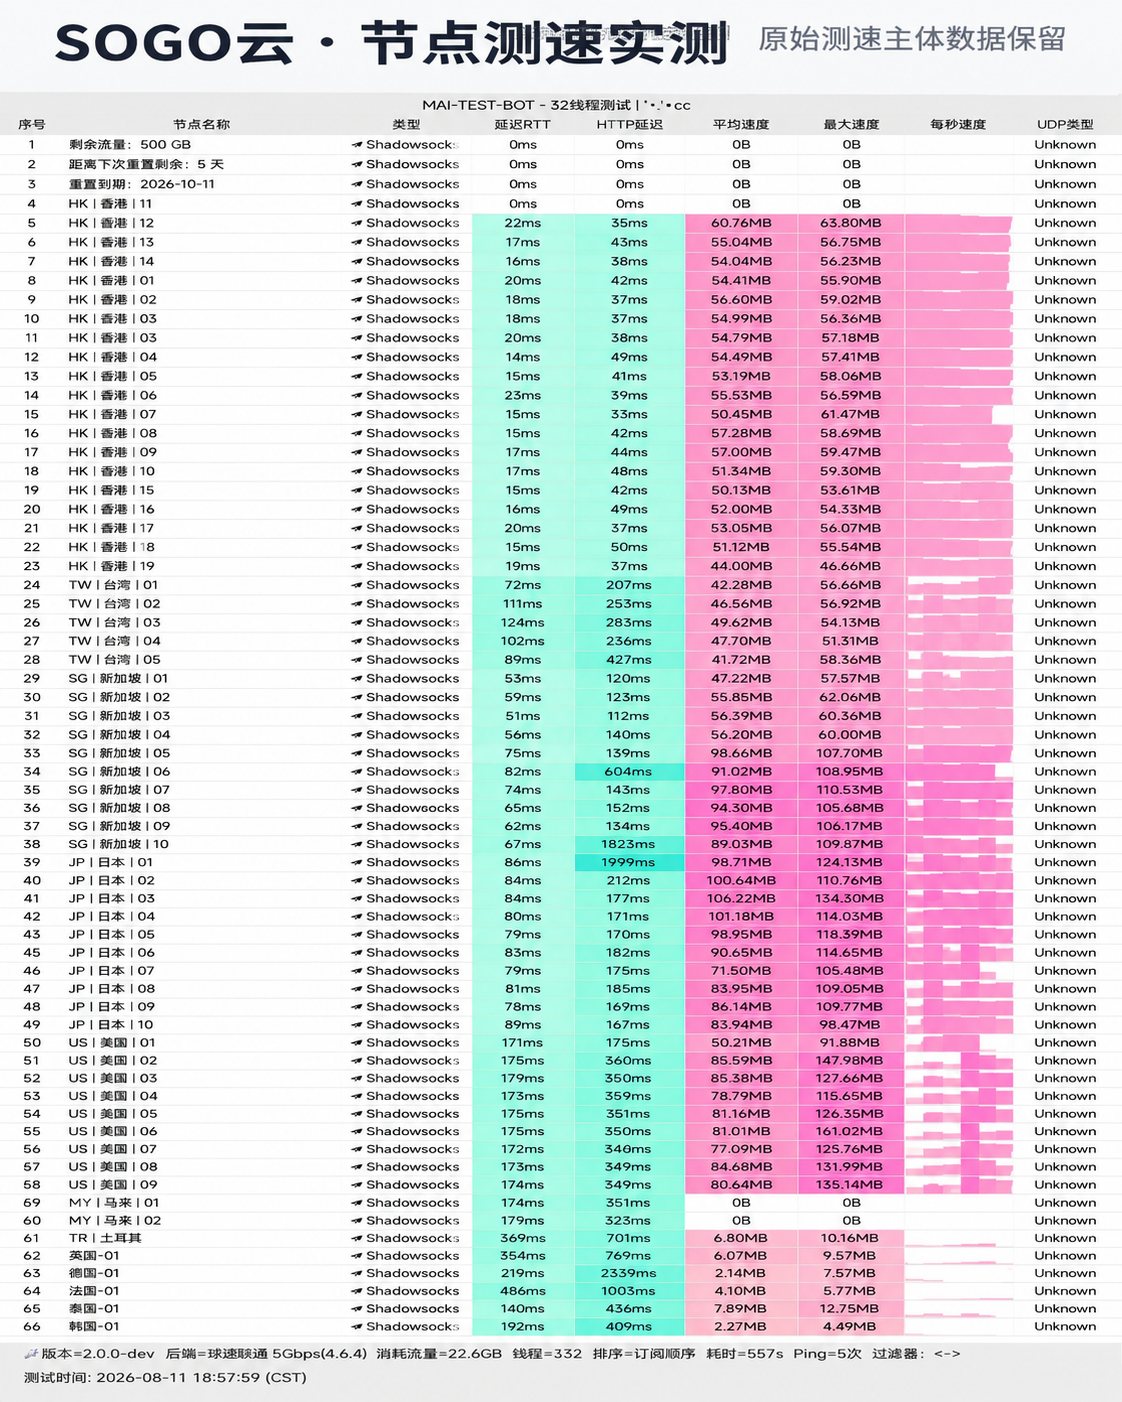 SOGO云 · 节点测速实测 原始测速主体数据保留
MAI-TEST-BOT - 32线程测试 | '•.'•cc
序号 节点名称 类型 延迟RTT HTTP延迟 平均速度 最大速度 每秒速度 UDP类型
1 剩余流量：500 GB Shadowsocks 0ms 0ms 0B 0B Unknown
2 距离下次重置剩余：5 天 Shadowsocks 0ms 0ms 0B 0B Unknown
3 重置到期：2026-10-11 Shadowsocks 0ms 0ms 0B 0B Unknown
4 HK | 香港 | 11 Shadowsocks 0ms 0ms 0B 0B Unknown
5 HK | 香港 | 12 Shadowsocks 22ms 35ms 60.76MB 63.80MB Unknown
6 HK | 香港 | 13 Shadowsocks 17ms 43ms 55.04MB 56.75MB Unknown
7 HK | 香港 | 14 Shadowsocks 16ms 38ms 54.04MB 56.23MB Unknown
8 HK | 香港 | 01 Shadowsocks 20ms 42ms 54.41MB 55.90MB Unknown
9 HK | 香港 | 02 Shadowsocks 18ms 37ms 56.60MB 59.02MB Unknown
10 HK | 香港 | 03 Shadowsocks 18ms 37ms 54.99MB 56.36MB Unknown
11 HK | 香港 | 03 Shadowsocks 20ms 38ms 54.79MB 57.18MB Unknown
12 HK | 香港 | 04 Shadowsocks 14ms 49ms 54.49MB 57.41MB Unknown
13 HK | 香港 | 05 Shadowsocks 15ms 41ms 53.19MB 58.06MB Unknown
14 HK | 香港 | 06 Shadowsocks 23ms 39ms 55.53MB 56.59MB Unknown
15 HK | 香港 | 07 Shadowsocks 15ms 33ms 50.45MB 61.47MB Unknown
16 HK | 香港 | 08 Shadowsocks 15ms 42ms 57.28MB 58.69MB Unknown
17 HK | 香港 | 09 Shadowsocks 17ms 44ms 57.00MB 59.47MB Unknown
18 HK | 香港 | 10 Shadowsocks 17ms 48ms 51.34MB 59.30MB Unknown
19 HK | 香港 | 15 Shadowsocks 15ms 42ms 50.13MB 53.61MB Unknown
20 HK | 香港 | 16 Shadowsocks 16ms 49ms 52.00MB 54.33MB Unknown
21 HK | 香港 | 17 Shadowsocks 20ms 37ms 53.05MB 56.07MB Unknown
22 HK | 香港 | 18 Shadowsocks 15ms 50ms 51.12MB 55.54MB Unknown
23 HK | 香港 | 19 Shadowsocks 19ms 37ms 44.00MB 46.66MB Unknown
24 TW | 台湾 | 01 Shadowsocks 72ms 207ms 42.28MB 56.66MB Unknown
25 TW | 台湾 | 02 Shadowsocks 111ms 253ms 46.56MB 56.92MB Unknown
26 TW | 台湾 | 03 Shadowsocks 124ms 283ms 49.62MB 54.13MB Unknown
27 TW | 台湾 | 04 Shadowsocks 102ms 236ms 47.70MB 51.31MB Unknown
28 TW | 台湾 | 05 Shadowsocks 89ms 427ms 41.72MB 58.36MB Unknown
29 SG | 新加坡 | 01 Shadowsocks 53ms 120ms 47.22MB 57.57MB Unknown
30 SG | 新加坡 | 02 Shadowsocks 59ms 123ms 55.85MB 62.06MB Unknown
31 SG | 新加坡 | 03 Shadowsocks 51ms 112ms 56.39MB 60.36MB Unknown
32 SG | 新加坡 | 04 Shadowsocks 56ms 140ms 56.20MB 60.00MB Unknown
33 SG | 新加坡 | 05 Shadowsocks 75ms 139ms 98.66MB 107.70MB Unknown
34 SG | 新加坡 | 06 Shadowsocks 82ms 604ms 91.02MB 108.95MB Unknown
35 SG | 新加坡 | 07 Shadowsocks 74ms 143ms 97.80MB 110.53MB Unknown
36 SG | 新加坡 | 08 Shadowsocks 65ms 152ms 94.30MB 105.68MB Unknown
37 SG | 新加坡 | 09 Shadowsocks 62ms 134ms 95.40MB 106.17MB Unknown
38 SG | 新加坡 | 10 Shadowsocks 67ms 1823ms 89.03MB 109.87MB Unknown
39 JP | 日本 | 01 Shadowsocks 86ms 1999ms 98.71MB 124.13MB Unknown
40 JP | 日本 | 02 Shadowsocks 84ms 212ms 100.64MB 110.76MB Unknown
41 JP | 日本 | 03 Shadowsocks 84ms 177ms 106.22MB 134.30MB Unknown
42 JP | 日本 | 04 Shadowsocks 80ms 171ms 101.18MB 114.03MB Unknown
43 JP | 日本 | 05 Shadowsocks 79ms 170ms 98.95MB 118.39MB Unknown
45 JP | 日本 | 06 Shadowsocks 83ms 182ms 90.65MB 114.65MB Unknown
46 JP | 日本 | 07 Shadowsocks 79ms 175ms 71.50MB 105.48MB Unknown
47 JP | 日本 | 08 Shadowsocks 81ms 185ms 83.95MB 109.05MB Unknown
48 JP | 日本 | 09 Shadowsocks 78ms 169ms 86.14MB 109.77MB Unknown
49 JP | 日本 | 10 Shadowsocks 89ms 167ms 83.94MB 98.47MB Unknown
50 US | 美国 | 01 Shadowsocks 171ms 175ms 50.21MB 91.88MB Unknown
51 US | 美国 | 02 Shadowsocks 175ms 360ms 85.59MB 147.98MB Unknown
52 US | 美国 | 03 Shadowsocks 179ms 350ms 85.38MB 127.66MB Unknown
53 US | 美国 | 04 Shadowsocks 173ms 359ms 78.79MB 115.65MB Unknown
54 US | 美国 | 05 Shadowsocks 175ms 351ms 81.16MB 126.35MB Unknown
55 US | 美国 | 06 Shadowsocks 175ms 350ms 81.01MB 161.02MB Unknown
56 US | 美国 | 07 Shadowsocks 172ms 77.09MB 125.76MB Unknown
57 US | 美国 | 08 Shadowsocks 173ms 349ms 84.68MB 131.99MB Unknown
58 US | 美国 | 09 Shadowsocks 174ms 349ms 80.64MB 135.14MB Unknown
69 MY | 马来 | 01 Shadowsocks 174ms 351ms 0B 0B Unknown
60 MY | 马来 | 02 Shadowsocks 179ms 323ms 0B 0B Unknown
61 TR | 土耳其 Shadowsocks 369ms 701ms 6.80MB 10.16MB Unknown
62 英国-01 Shadowsocks 354ms 769ms 6.07MB 9.57MB Unknown
63 德国-01 Shadowsocks 219ms 2339ms 2.14MB 7.57MB Unknown
64 法国-01 Shadowsocks 486ms 1003ms 4.10MB 5.77MB Unknown
65 泰国-01 Shadowsocks 140ms 436ms 7.89MB 12.75MB Unknown
66 韩国-01 Shadowsocks 192ms 409ms 2.27MB 4.49MB Unknown
版本=2.0.0-dev 后端=球速联通 5Gbps(4.6.4) 消耗流量=22.6GB 线程=332 排序=订阅顺序 耗时=557s Ping=5次 过滤器：<->
测试时间: 2026-08-11 18:57:59 (CST)